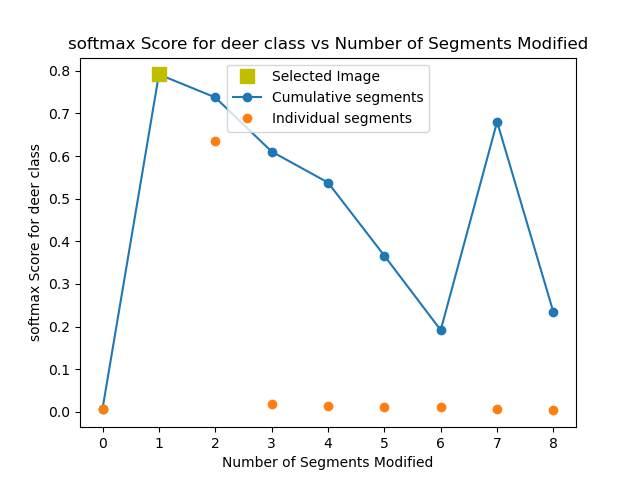 softmax Score for deer class vs Number of Segments Modified
softmax Score for deer class
0.8
0.7
0.6
0.5
0.4
0.3
0.2
0.1
0.0
Selected Image
Cumulative segments
Individual segments
0 1 2 3 4 5 6 7 8
Number of Segments Modified